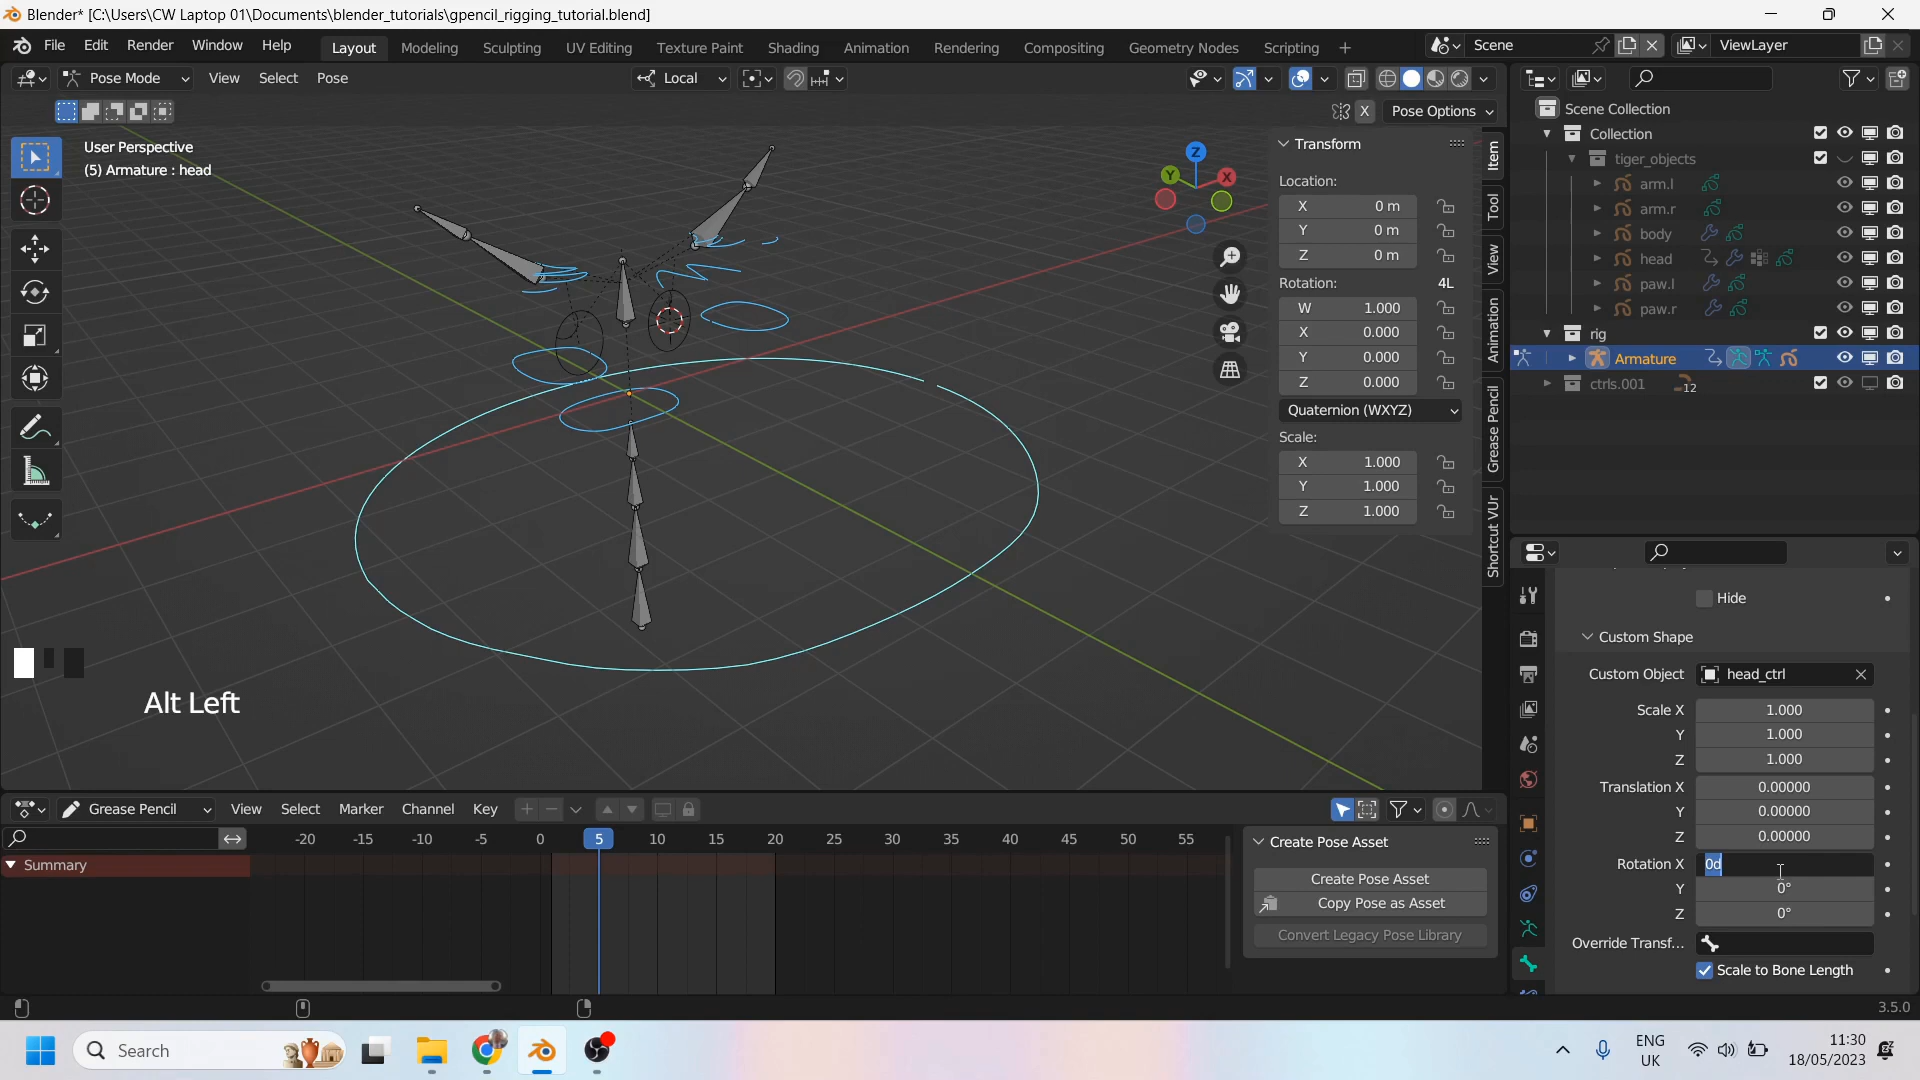 Blender* [C:\Users\CW Laptop 01\Documents\blender_tutorials\gpencil_rigging_tutorial.blend]
File Edit Render Window Help Layout Modeling Sculpting UV Editing Texture Paint Shading Animation Rendering Compositing Geometry Nodes Scripting + Scene ViewLayer
Pose Mode View Select Pose Local
X Pose Options
User Perspective
(5) Armature : head
Z
Y
X
Transform
Location:
X 0 m
Y 0 m
Z 0 m
Rotation: 4L
W 1.000
X 0.000
Y 0.000
Z 0.000
Quaternion (WXYZ)
Scale:
X 1.000
Y 1.000
Z 1.000
Item
Tool
View
Animation
Grease Pencil
Shortcut VUr
Scene Collection
Collection
tiger_objects
arm.l
arm.r
body
head
paw.l
paw.r
rig
Armature
ctrls.001 12
Hide
Custom Shape
Custom Object head_ctrl
Scale X 1.000
Y 1.000
Z 1.000
Translation X 0.00000
Y 0.00000
Z 0.00000
Rotation X 0d
Y 0°
Z 0°
Override Transf...
Scale to Bone Length
Alt Left
Grease Pencil View Select Marker Channel Key
-20 -15 -10 -5 0 5 10 15 20 25 30 35 40 45 50 55
Summary
Create Pose Asset
Create Pose Asset
Copy Pose as Asset
Convert Legacy Pose Library
3.5.0
Search
ENG
UK
11:30
18/05/2023